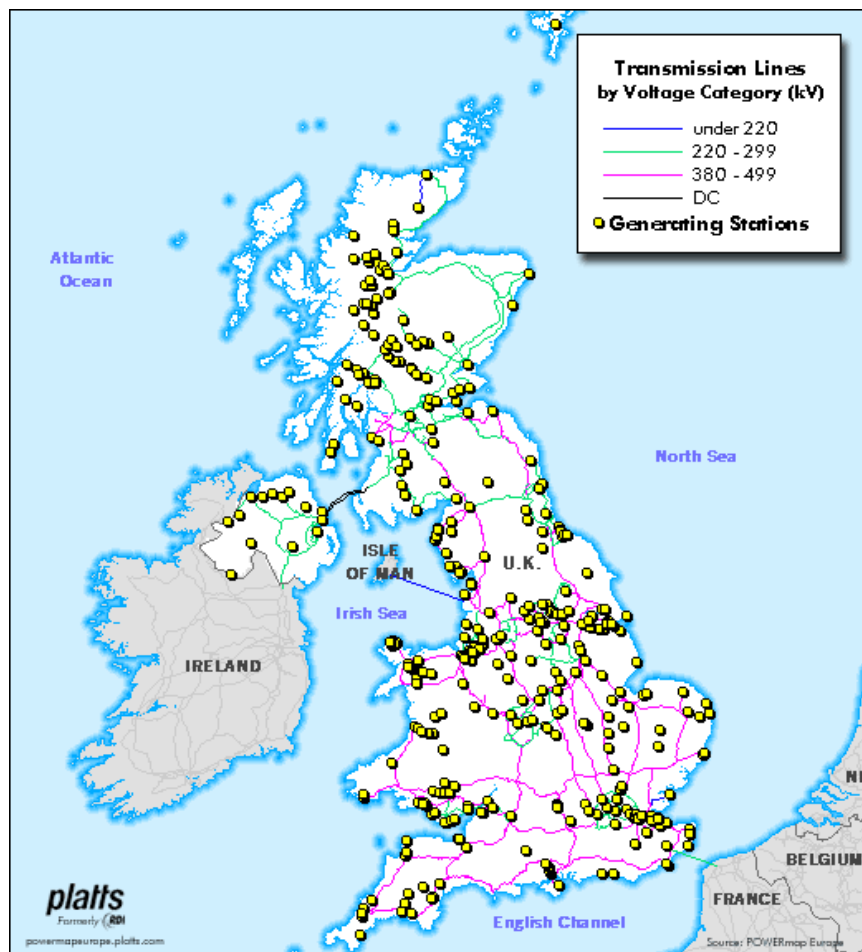 Transmission Lines
by Voltage Category (kV)
under 220
220 - 299
380 - 499
DC
Generating Stations
Atlantic
Ocean
North Sea
ISLE
OF MAN
U.K.
Irish Sea
IRELAND
NE
BELGIUM
FRANCE
English Channel
platts
Formerly RDI
powermapeurope.platts.com
Source: POWERmap Europe